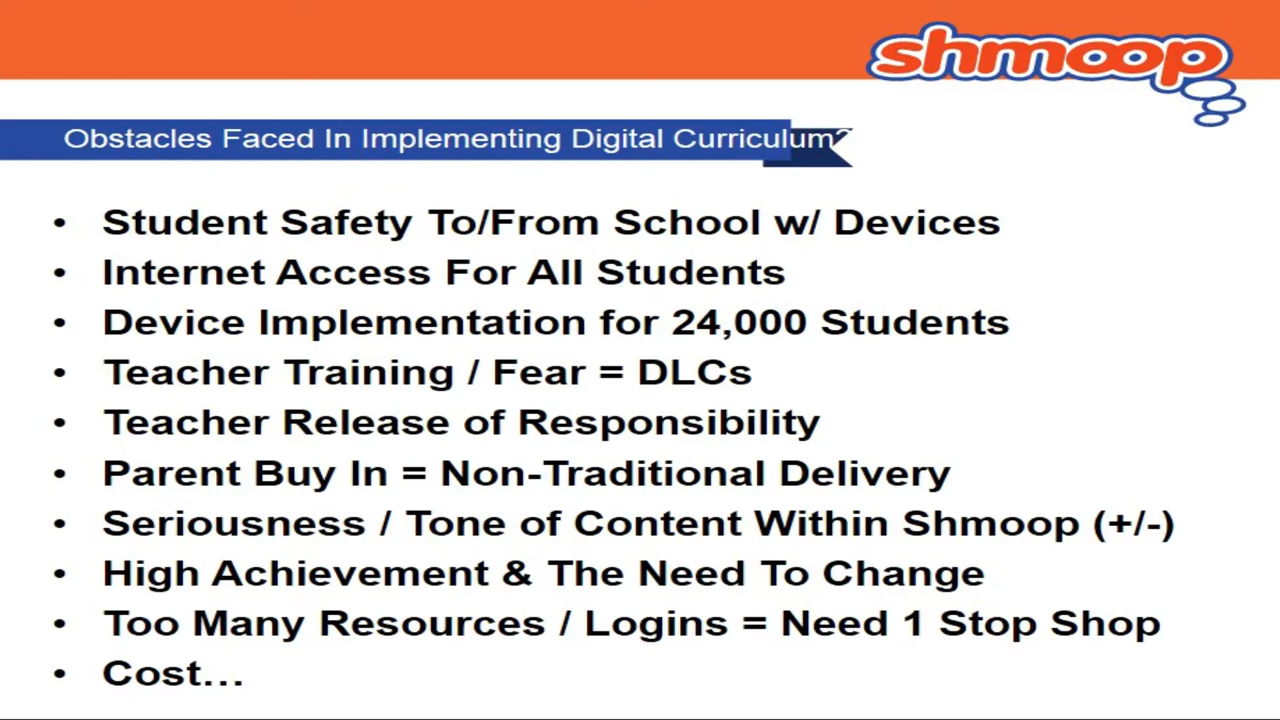 shmoop
Obstacles Faced In Implementing Digital Curriculum?
• Student Safety To/From School w/ Devices
• Internet Access For All Students
• Device Implementation for 24,000 Students
• Teacher Training / Fear = DLCs
• Teacher Release of Responsibility
• Parent Buy In = Non-Traditional Delivery
• Seriousness / Tone of Content Within Shmoop (+/-)
• High Achievement & The Need To Change
• Too Many Resources / Logins = Need 1 Stop Shop
• Cost…